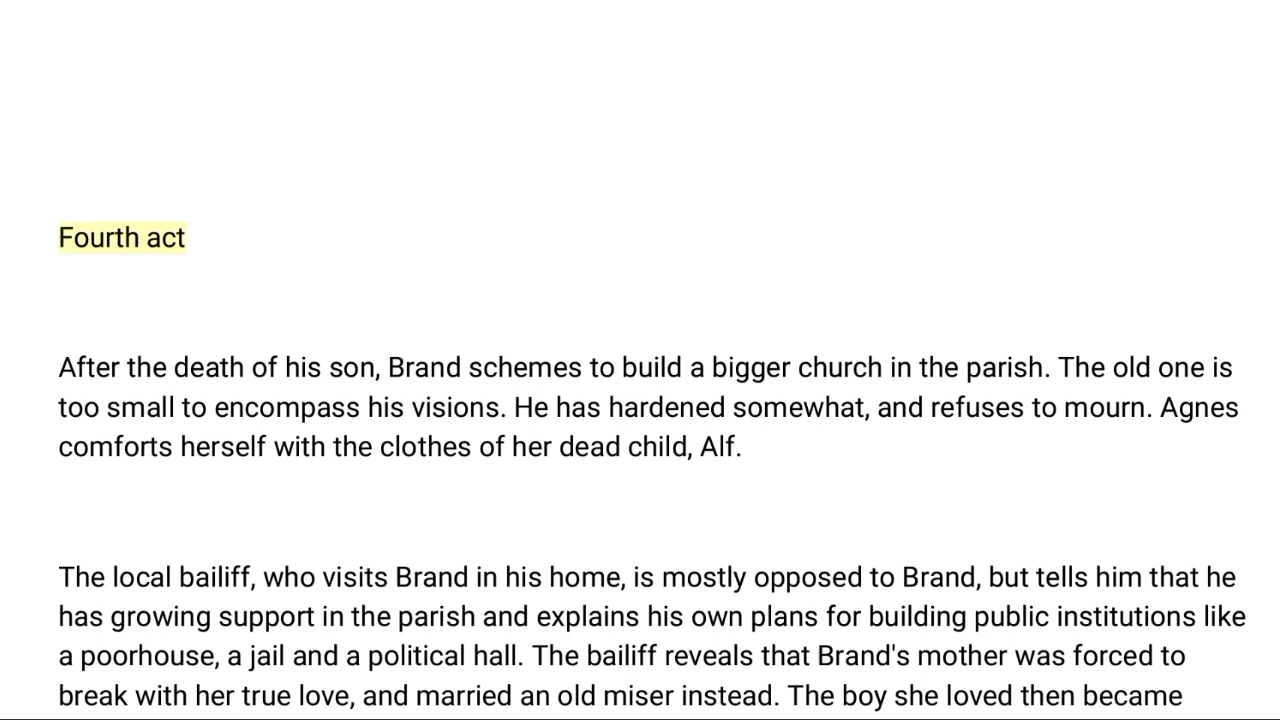 Fourth act
After the death of his son, Brand schemes to build a bigger church in the parish. The old one is
too small to encompass his visions. He has hardened somewhat, and refuses to mourn. Agnes
comforts herself with the clothes of her dead child, Alf.
The local bailiff, who visits Brand in his home, is mostly opposed to Brand, but tells him that he
has growing support in the parish and explains his own plans for building public institutions like
a poorhouse, a jail and a political hall. The bailiff reveals that Brand's mother was forced to
break with her true love, and married an old miser instead. The boy she loved then became